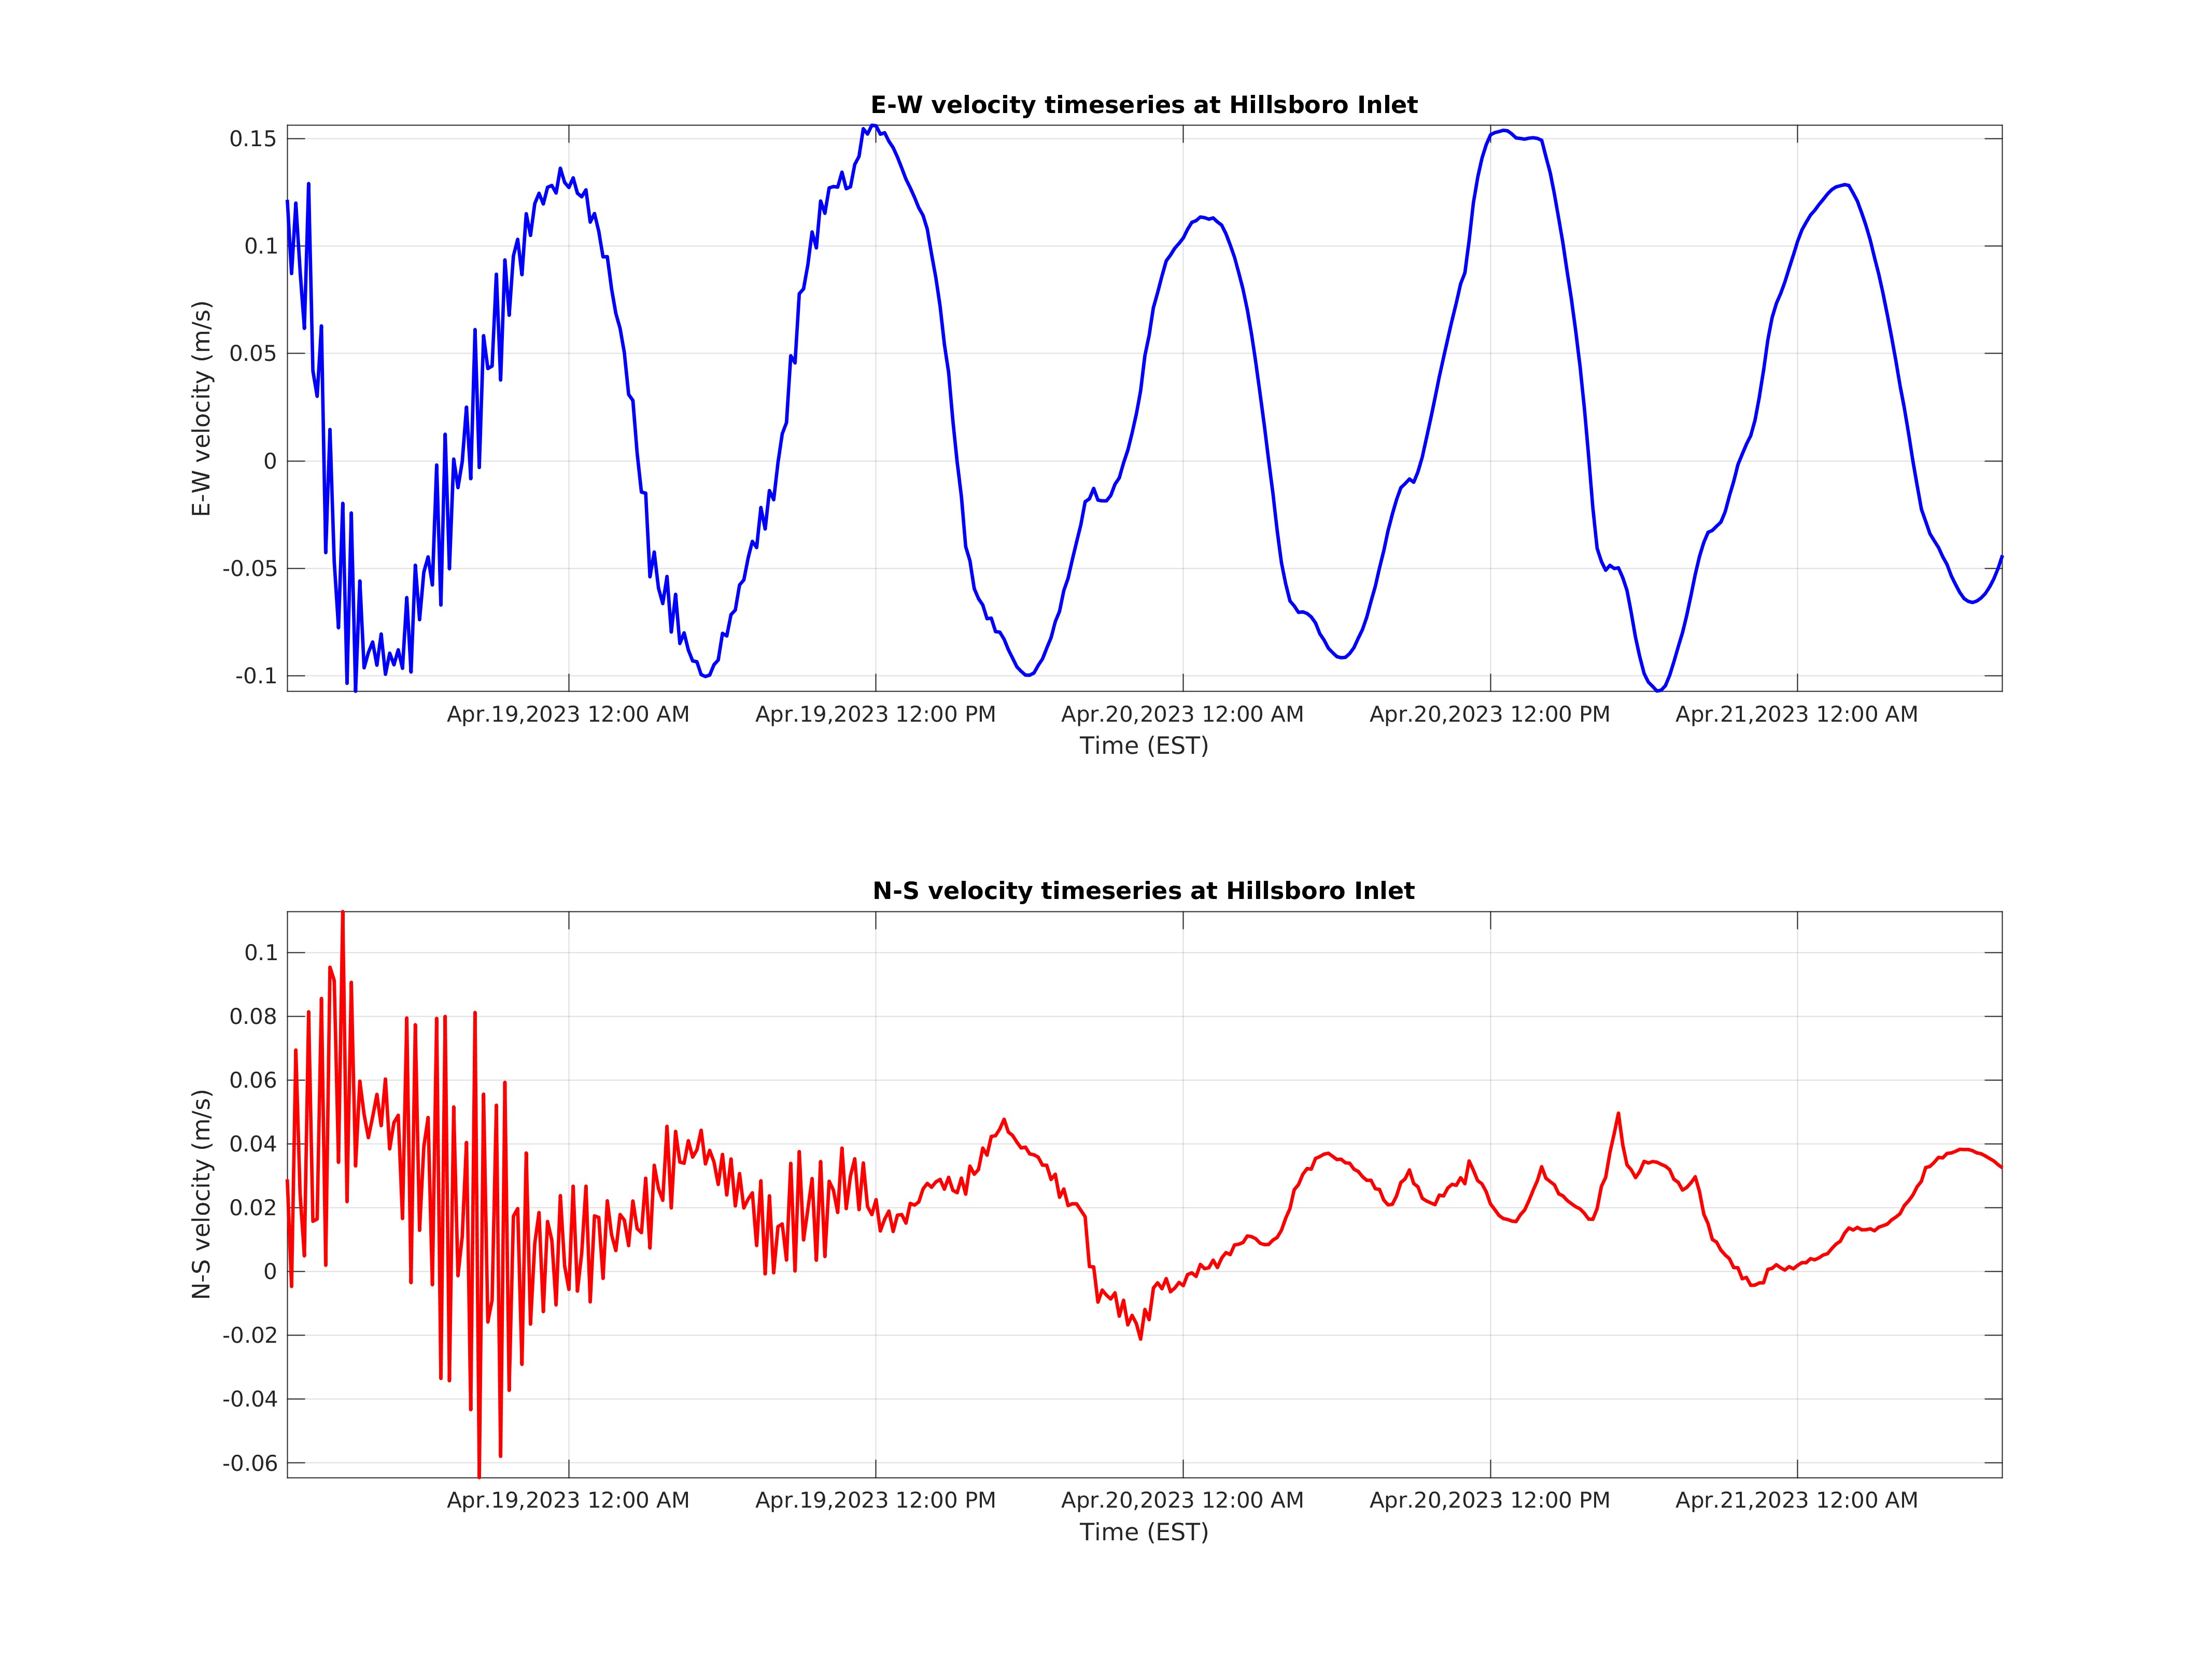 E-W velocity timeseries at Hillsboro Inlet
0.15
0.1
0.05
0
-0.05
-0.1
E-W velocity (m/s)
Apr.19,2023 12:00 AM
Apr.19,2023 12:00 PM
Apr.20,2023 12:00 AM
Apr.20,2023 12:00 PM
Apr.21,2023 12:00 AM
Time (EST)
N-S velocity timeseries at Hillsboro Inlet
0.1
0.08
0.06
0.04
0.02
0
-0.02
-0.04
-0.06
N-S velocity (m/s)
Apr.19,2023 12:00 AM
Apr.19,2023 12:00 PM
Apr.20,2023 12:00 AM
Apr.20,2023 12:00 PM
Apr.21,2023 12:00 AM
Time (EST)